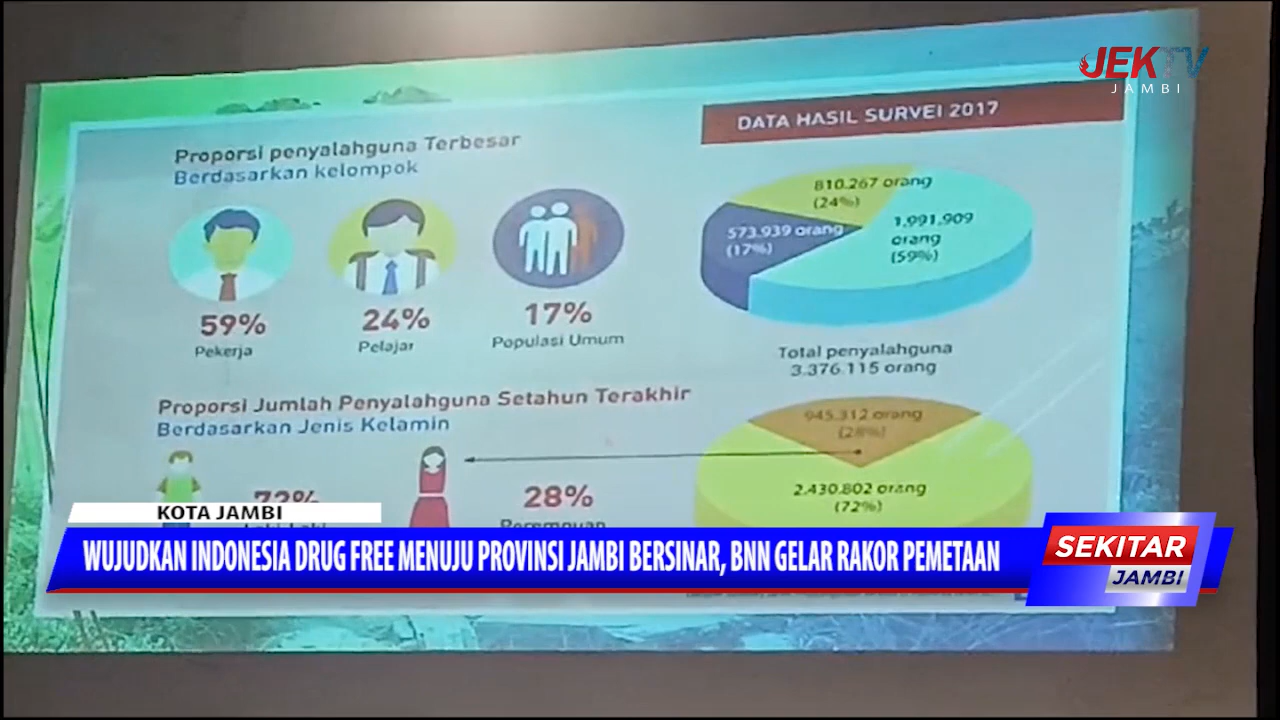 JEKTV
JAMBI
DATA HASIL SURVEI 2017
Proporsi penyalahguna Terbesar
Berdasarkan kelompok
59%
Pekerja
24%
Pelajar
17%
Populasi Umum
810.267 orang
(24%)
573.939 orang
(17%)
1.991.909
orang
(59%)
Total penyalahguna
3.376.115 orang
Proporsi Jumlah Penyalahguna Setahun Terakhir
Berdasarkan Jenis Kelamin
72%
28%
Perempuan
945.312 orang
(28%)
2.430.802 orang
(72%)
KOTA JAMBI
WUJUDKAN INDONESIA DRUG FREE MENUJU PROVINSI JAMBI BERSINAR, BNN GELAR RAKOR PEMETAAN
SEKITAR
JAMBI